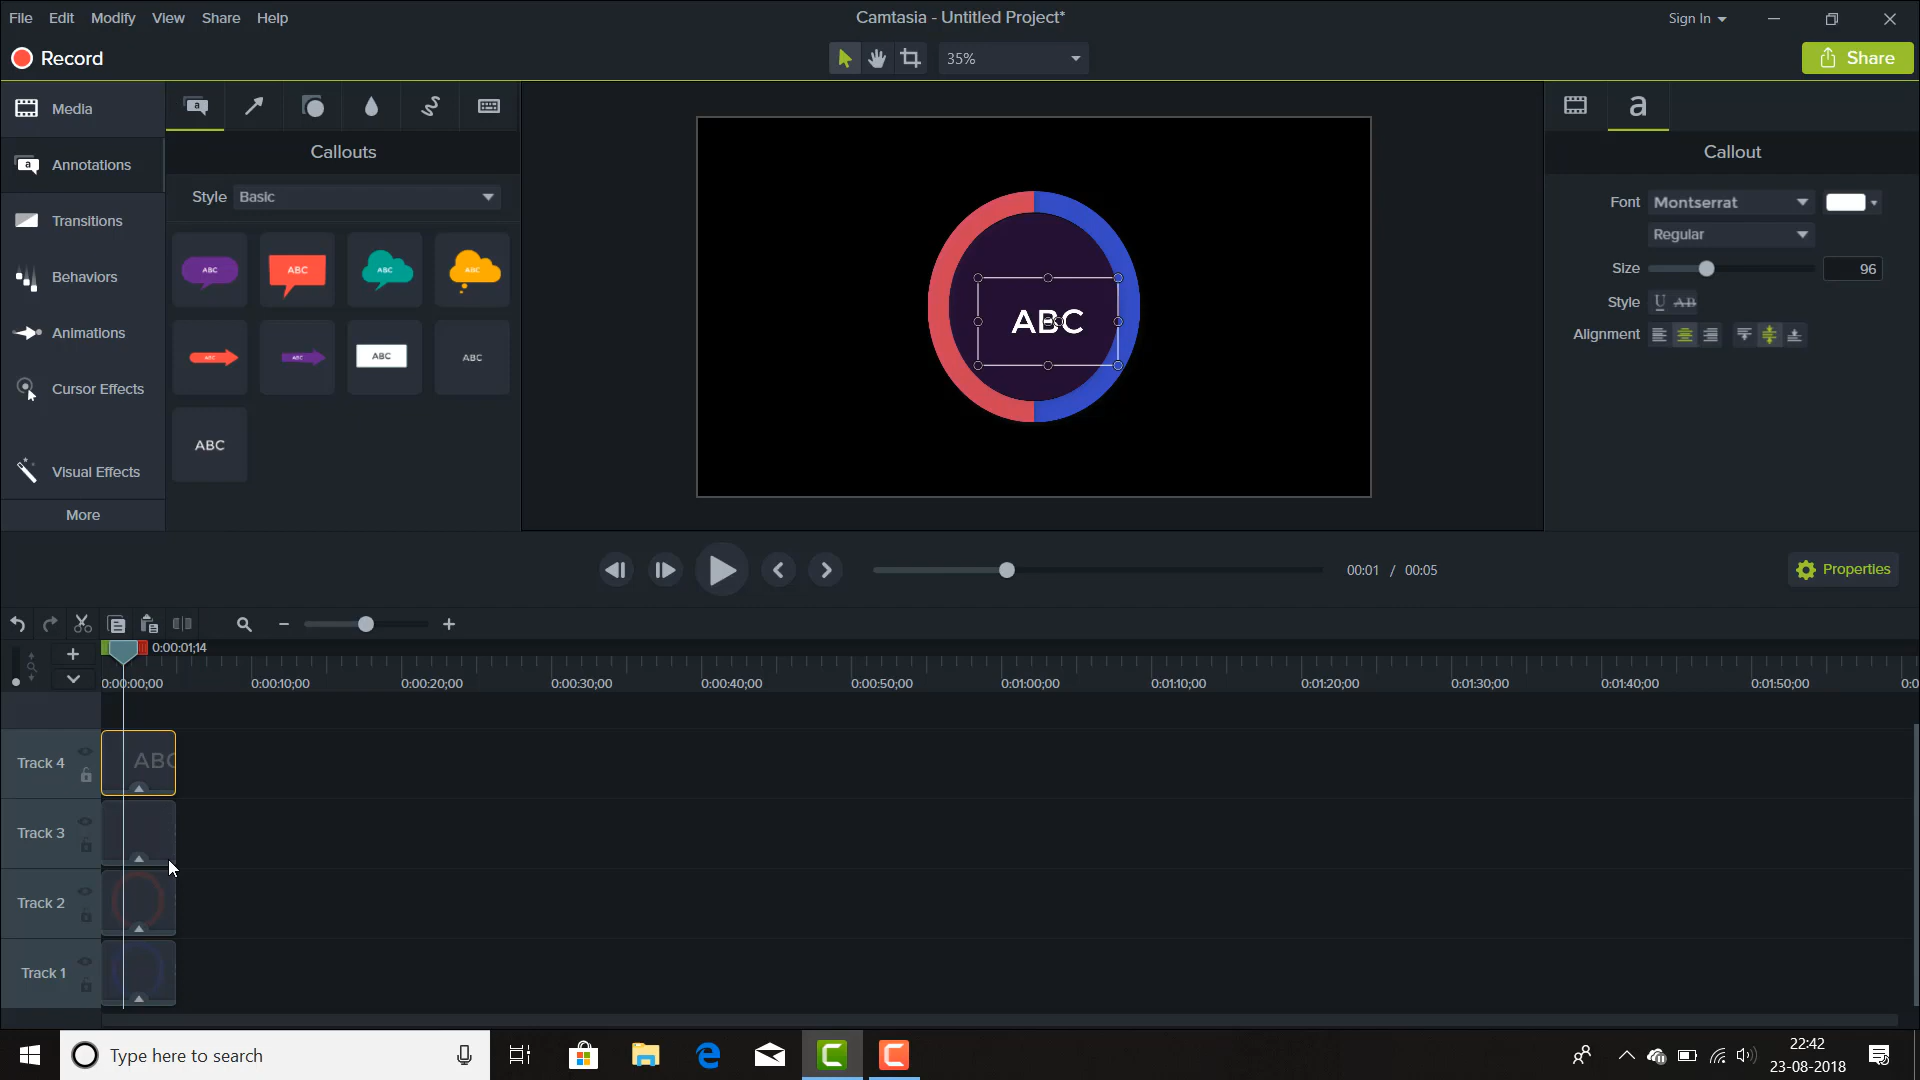 File Edit Modify View Share Help
Camtasia - Untitled Project*
Sign In
Record
35%
Share
Media
Annotations
Transitions
Behaviors
Animations
Cursor Effects
Visual Effects
More
Callouts
Style Basic
ABC ABC ABC ABC
ABC ABC ABC ABC
ABC
ABC
a
Callout
Font Montserrat
Regular
Size 96
Style U AB
Alignment
00:01 / 00:05
Properties
0:00:01;14
0:00:00;00 0:00:10;00 0:00:20;00 0:00:30;00 0:00:40;00 0:00:50;00 0:01:00;00 0:01:10;00 0:01:20;00 0:01:30;00 0:01:40;00 0:01:50;00 0:0
Track 4
ABC
Track 3
Track 2
Track 1
Type here to search
22:42
23-08-2018